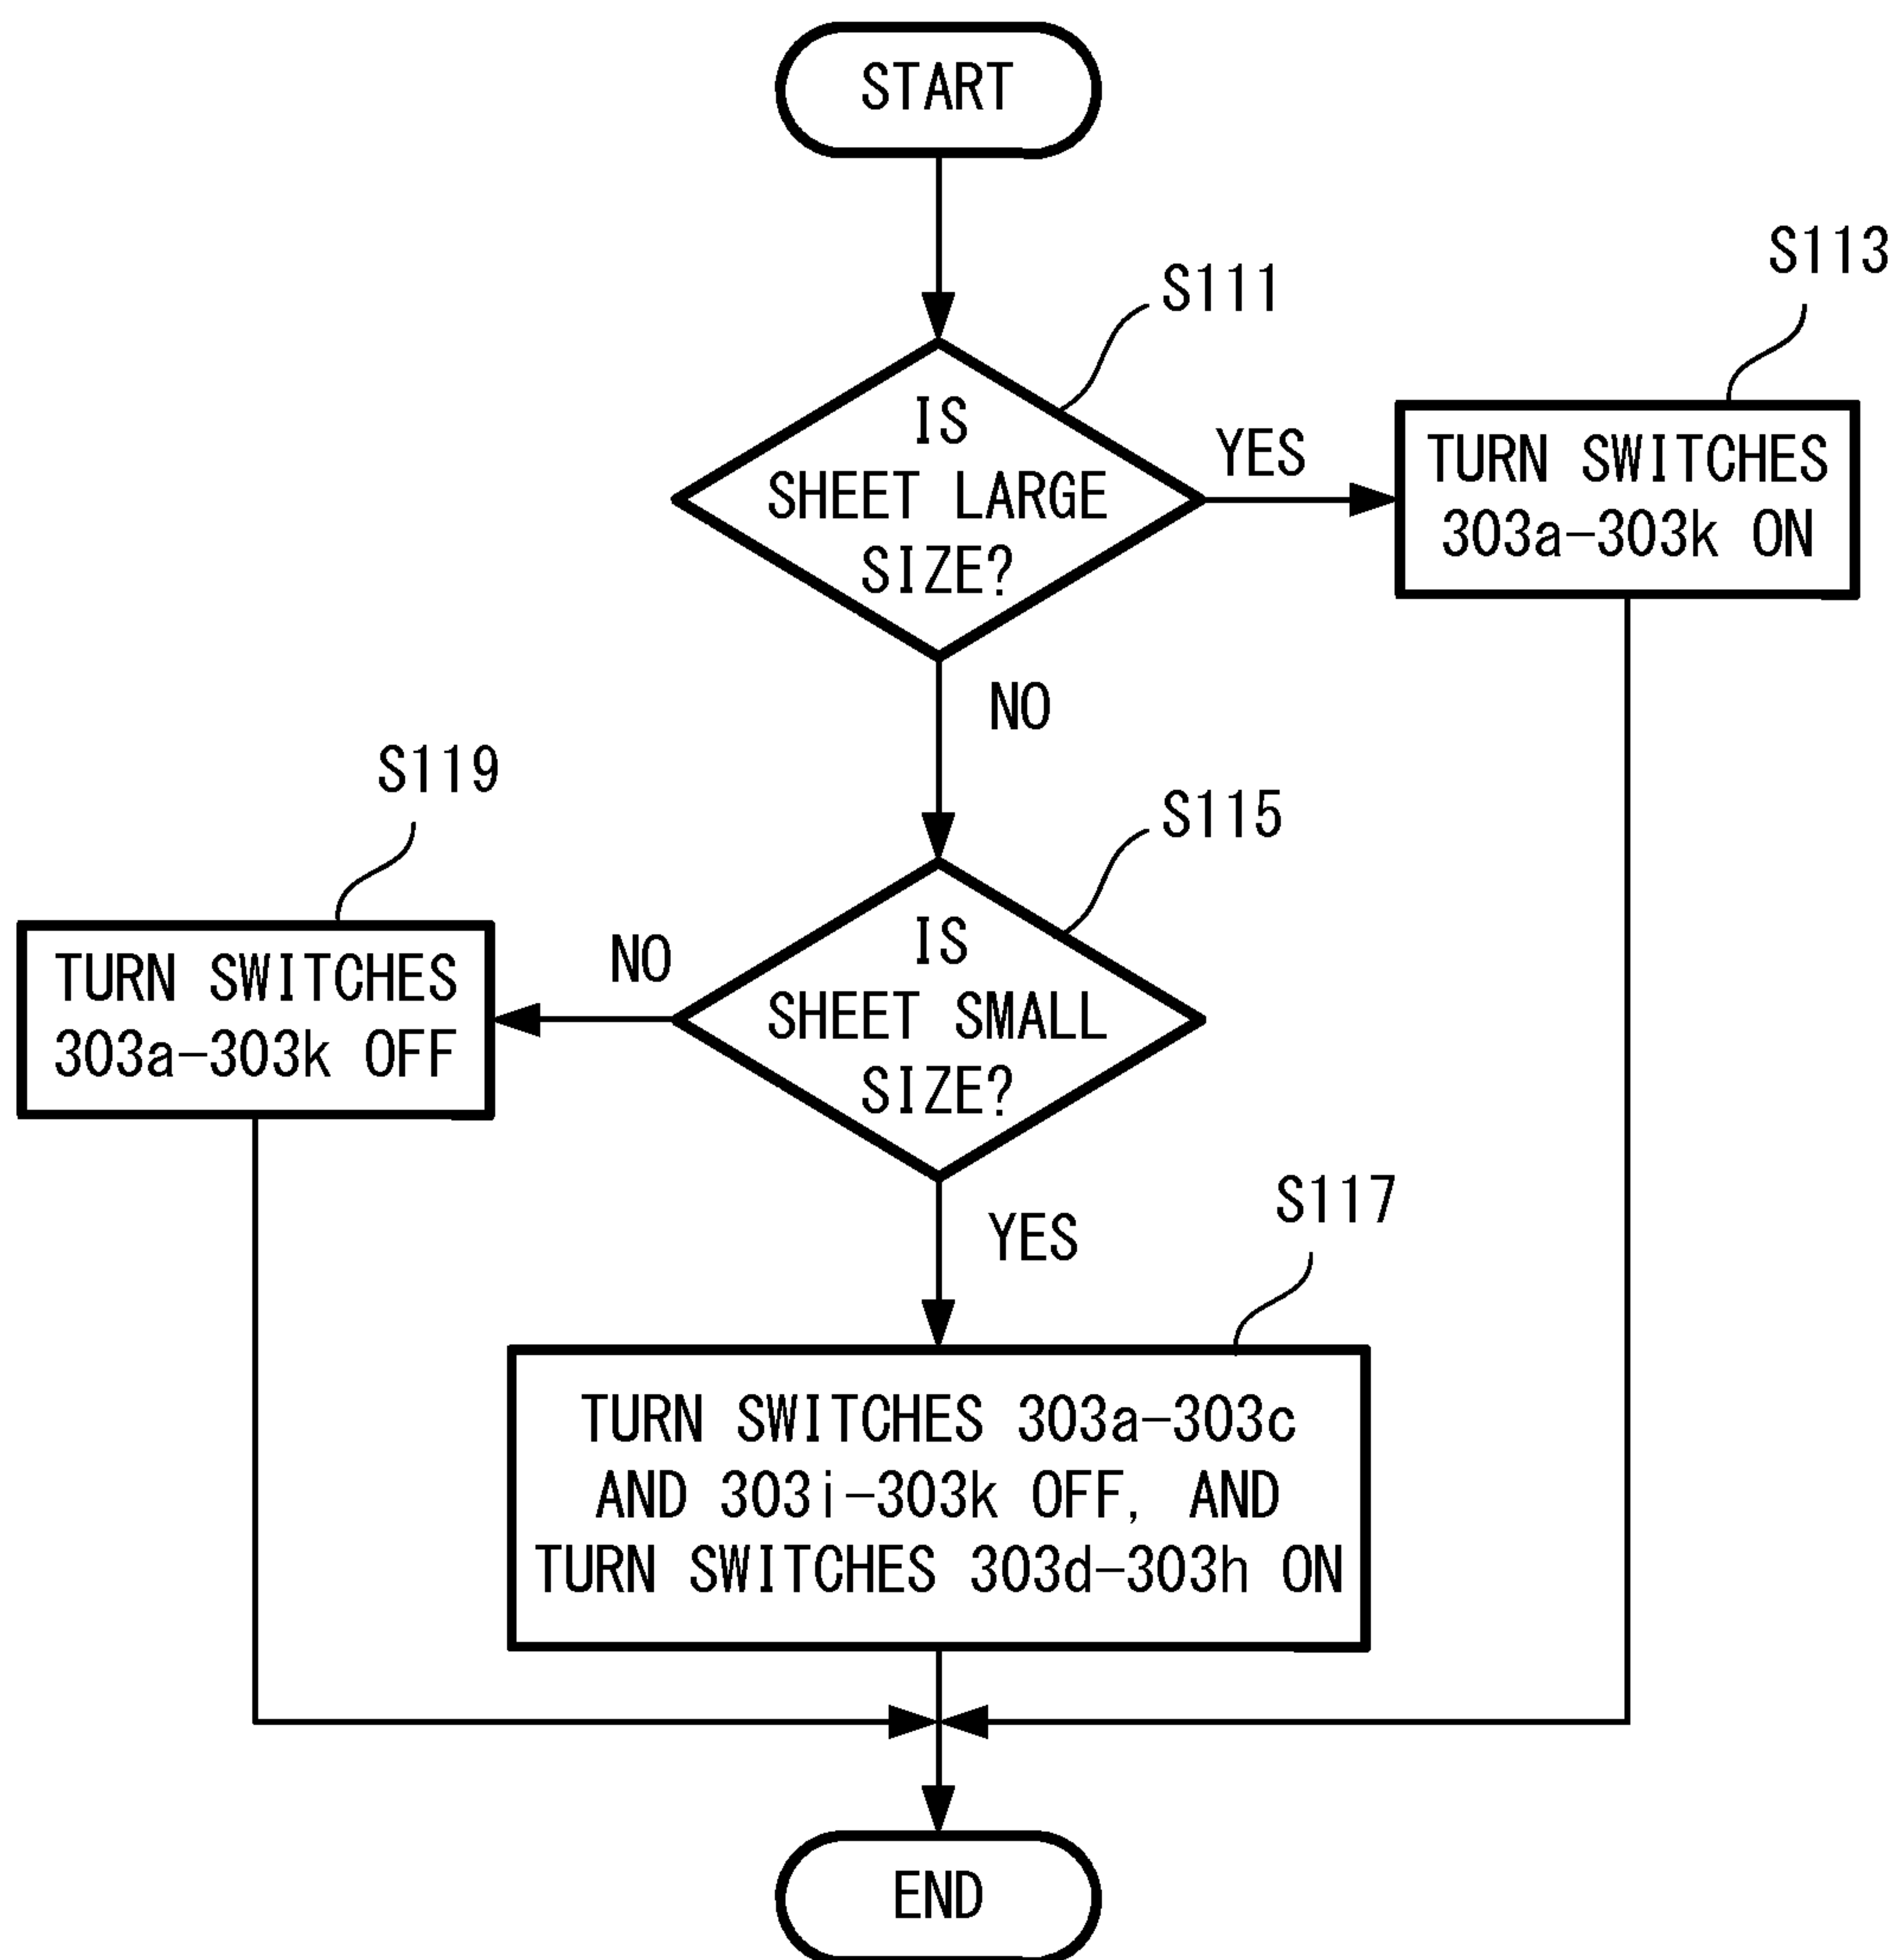 START
S111
S113
IS
SHEET LARGE
SIZE?
YES
TURN SWITCHES
303a-303k ON
NO
S119
S115
TURN SWITCHES
303a-303k OFF
NO
IS
SHEET SMALL
SIZE?
YES
S117
TURN SWITCHES 303a-303c
AND 303i-303k OFF, AND
TURN SWITCHES 303d-303h ON
END